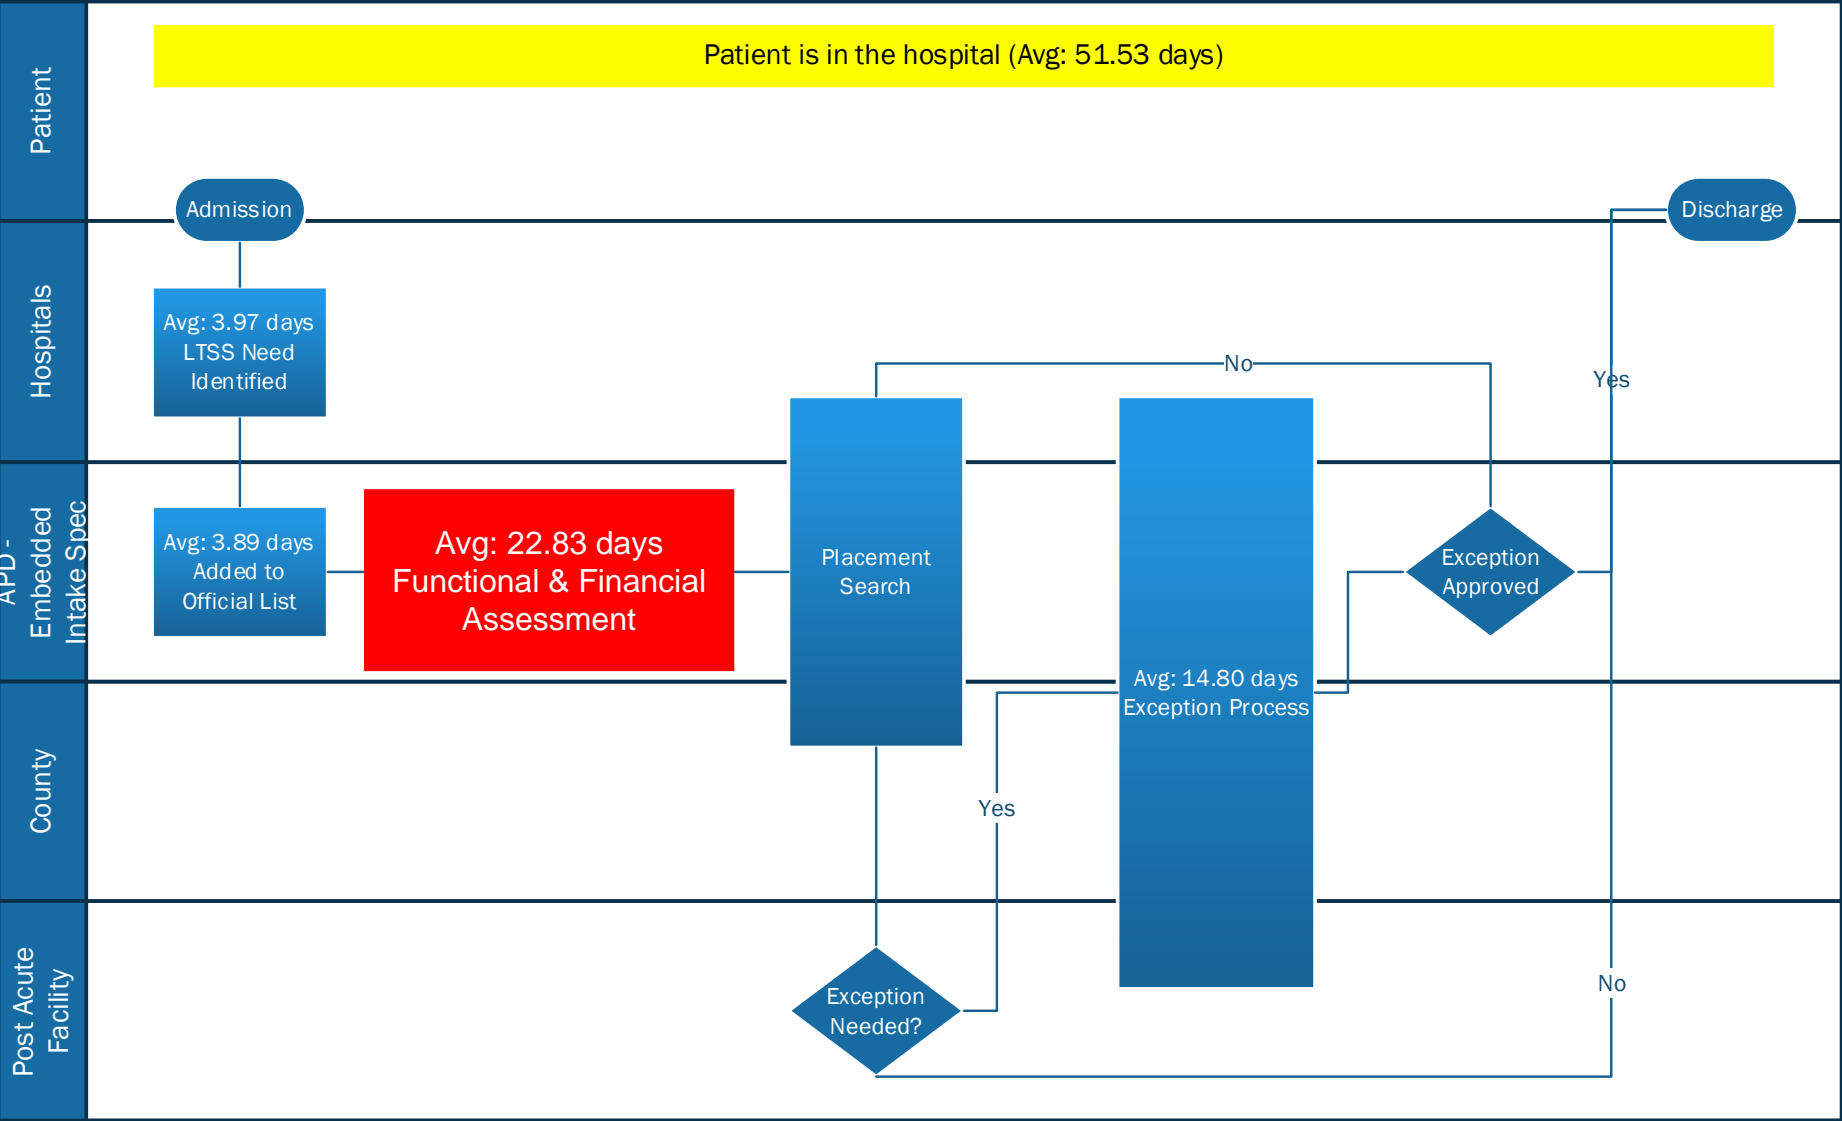 Patient
Patient is in the hospital (Avg: 51.53 days)
Admission
Discharge
Hospitals
Avg: 3.97 days
LTSS Need
Identified
No
Yes
APD -
Embedded
Intake Spec
Avg: 3.89 days
Added to
Official List
Avg: 22.83 days
Functional & Financial
Assessment
Placement
Search
Exception
Approved
Avg: 14.80 days
Exception Process
County
Yes
Post Acute
Facility
Exception
Needed?
No